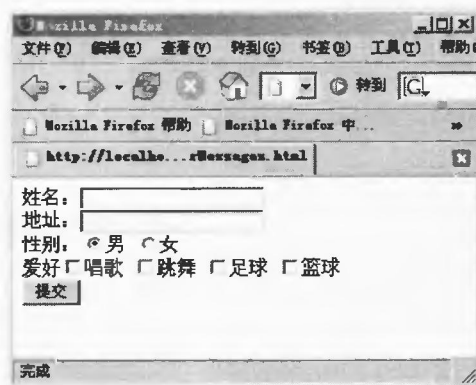 Mozilla Firefox
文件(F) 编辑(E) 查看(V) 转到(G) 书签(B) 工具(T) 帮助
转到 G
Mozilla Firefox 帮助 Mozilla Firefox 中...
http://localho...rMessages.html
姓名：
地址：
性别： 男 女
爱好 唱歌 跳舞 足球 篮球
提交
完成